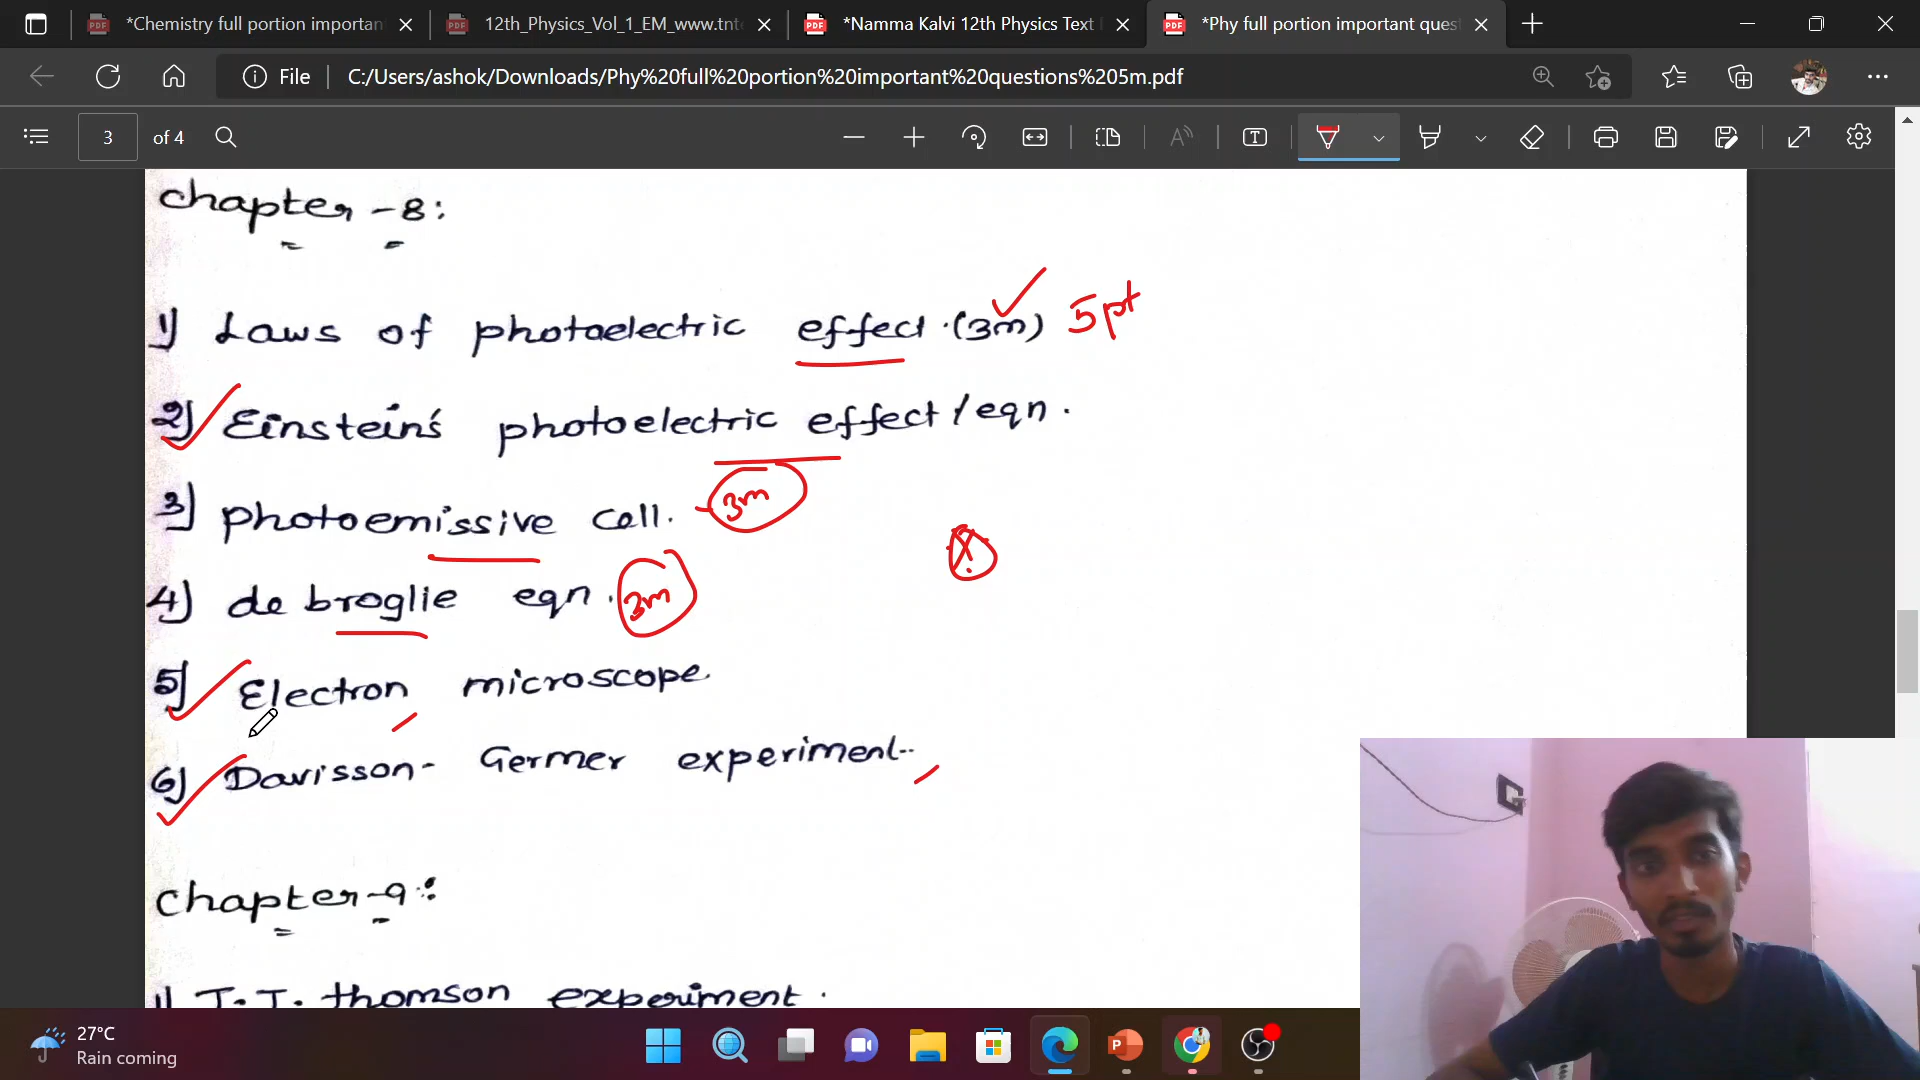 *Chemistry full portion importan
12th_Physics_Vol_1_EM_www.tnt
*Namma Kalvi 12th Physics Text
*Phy full portion important ques
File
C:/Users/ashok/Downloads/Phy%20full%20portion%20important%20questions%205m.pdf
3 of 4
chapter - 8:
1) Laws of photoelectric effect. (3m) 5 pt
2) Einstein's photoelectric effect / eqn.
3) photoemissive cell. 3m
4) de broglie eqn. 3m
5) Electron microscope
6) Davisson - Germer experiment.
chapter - 9:
1) J.J. thomson experiment.
27°C
Rain coming